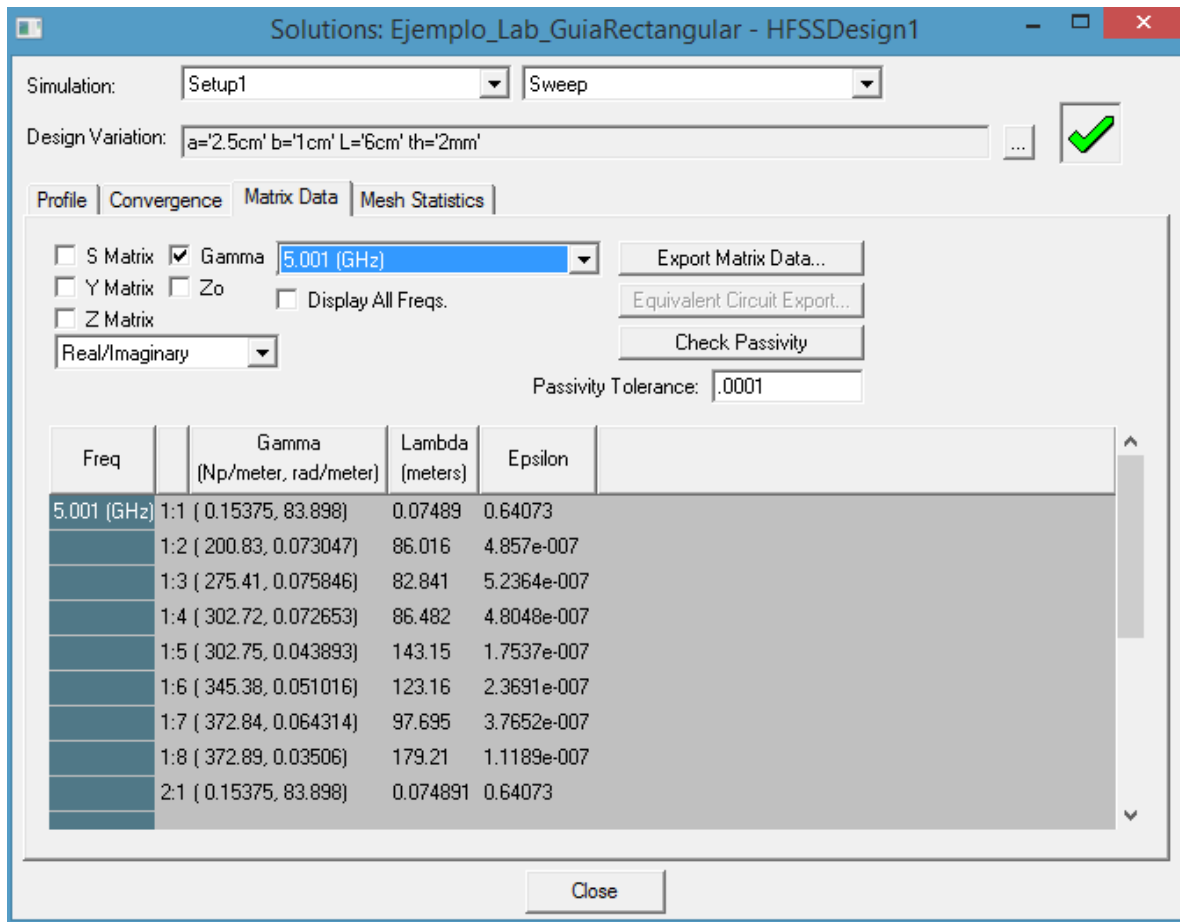 Solutions: Ejemplo_Lab_GuiaRectangular - HFSSDesign1
Simulation: Setup1 Sweep
Design Variation: a='2.5cm' b='1cm' L='6cm' th='2mm' ...
Profile Convergence Matrix Data Mesh Statistics
S Matrix Gamma 5.001 (GHz) Export Matrix Data...
Y Matrix Zo Display All Freqs. Equivalent Circuit Export...
Z Matrix
Real/Imaginary Check Passivity
Passivity Tolerance: .0001
Freq Gamma (Np/meter, rad/meter) Lambda (meters) Epsilon
5.001 (GHz) 1:1 ( 0.15375, 83.898) 0.07489 0.64073
1:2 ( 200.83, 0.073047) 86.016 4.857e-007
1:3 ( 275.41, 0.075846) 82.841 5.2364e-007
1:4 ( 302.72, 0.072653) 86.482 4.8048e-007
1:5 ( 302.75, 0.043893) 143.15 1.7537e-007
1:6 ( 345.38, 0.051016) 123.16 2.3691e-007
1:7 ( 372.84, 0.064314) 97.695 3.7652e-007
1:8 ( 372.89, 0.03506) 179.21 1.1189e-007
2:1 ( 0.15375, 83.898) 0.074891 0.64073
Close